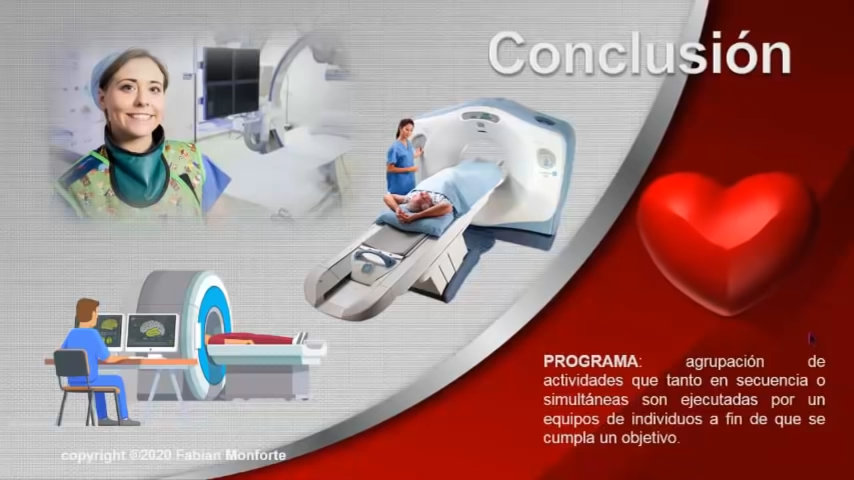 Conclusión
PROGRAMA: agrupación de
actividades que tanto en secuencia o
simultáneas son ejecutadas por un
equipos de individuos a fin de que se
cumpla un objetivo.
copyright ©2020 Fabian Monforte